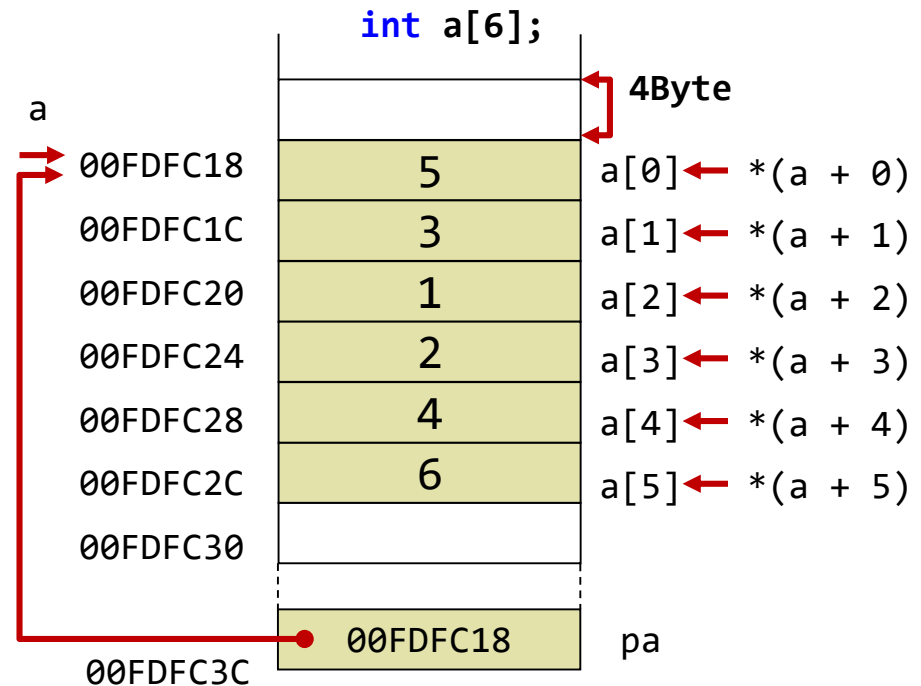 int a[6];
4Byte
a
00FDFC18 5 a[0] *(a + 0)
00FDFC1C 3 a[1] *(a + 1)
00FDFC20 1 a[2] *(a + 2)
00FDFC24 2 a[3] *(a + 3)
00FDFC28 4 a[4] *(a + 4)
00FDFC2C 6 a[5] *(a + 5)
00FDFC30
00FDFC18 pa
00FDFC3C